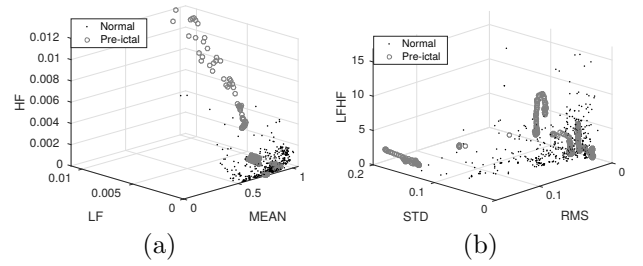 Normal
Pre-ictal
0.012
0.01
0.008
0.006
0.004
0.002
0
HF
0.01
0.005
0
LF
0
0.5
1
MEAN
(a)
Normal
Pre-ictal
15
10
5
0
LFHF
0.2
0.1
0
STD
0.1
0
RMS
(b)